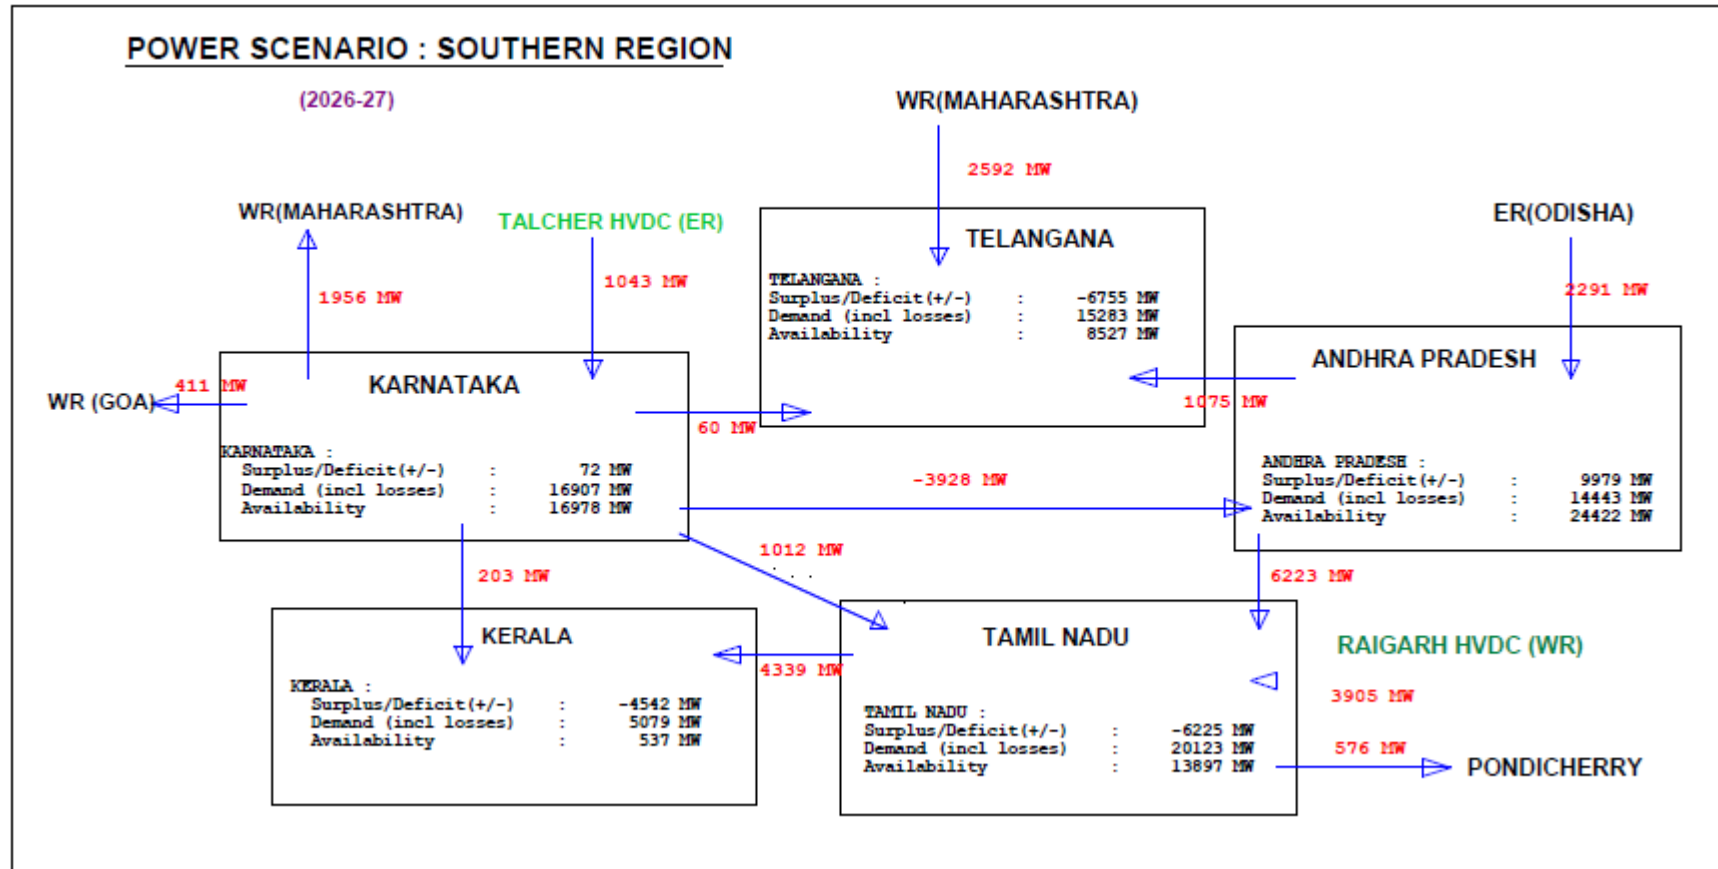 POWER SCENARIO : SOUTHERN REGION
(2026-27)
WR(MAHARASHTRA)
2592 MW
WR(MAHARASHTRA)
TALCHER HVDC (ER)
ER(ODISHA)
1956 MW
1043 MW
2291 MW
TELANGANA
TELANGANA :
Surplus/Deficit(+/-) : -6755 MW
Demand (incl losses) : 15283 MW
Availability : 8527 MW
WR (GOA)
411 MW
KARNATAKA
60 MW
1075 MW
ANDHRA PRADESH
KARNATAKA :
Surplus/Deficit(+/-) : 72 MW
Demand (incl losses) : 16907 MW
Availability : 16978 MW
-3928 MW
ANDHRA PRADESH :
Surplus/Deficit(+/-) : 9979 MW
Demand (incl losses) : 14443 MW
Availability : 24422 MW
203 MW
1012 MW
6223 MW
KERALA
4339 MW
TAMIL NADU
RAIGARH HVDC (WR)
3905 MW
KERALA :
Surplus/Deficit(+/-) : -4542 MW
Demand (incl losses) : 5079 MW
Availability : 537 MW
TAMIL NADU :
Surplus/Deficit(+/-) : -6225 MW
Demand (incl losses) : 20123 MW
Availability : 13897 MW
576 MW
PONDICHERRY